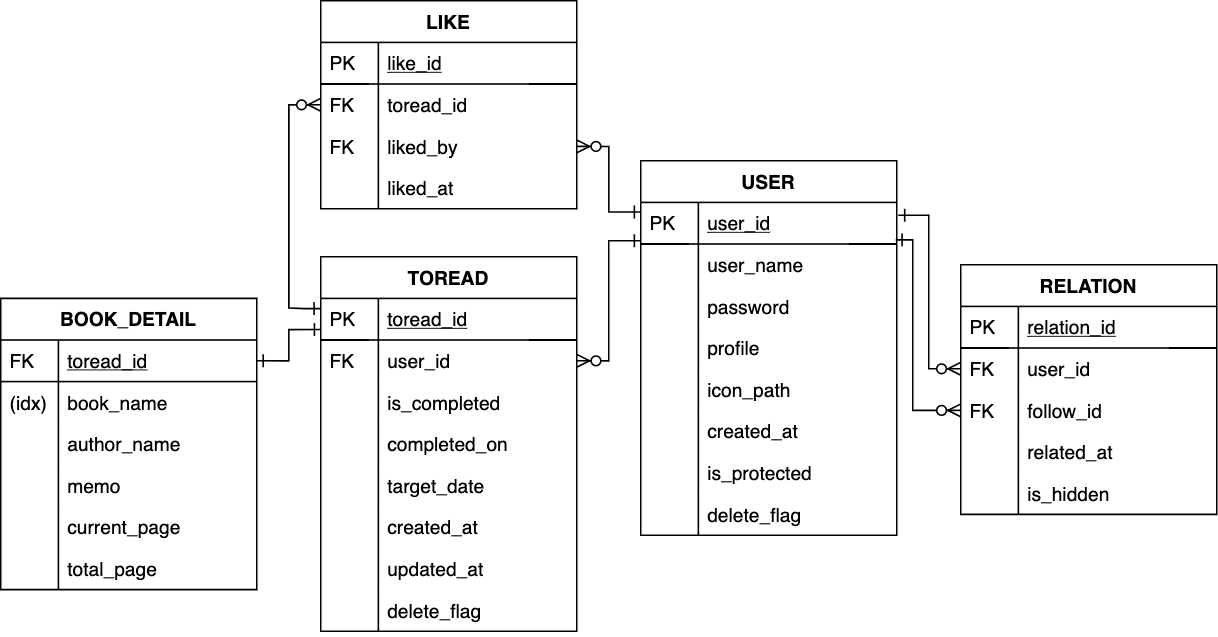 LIKE
PK like_id
FK toread_id
FK liked_by
liked_at
USER
PK user_id
user_name
password
profile
icon_path
created_at
is_protected
delete_flag
TOREAD
PK toread_id
FK user_id
is_completed
completed_on
target_date
created_at
updated_at
delete_flag
BOOK_DETAIL
FK toread_id
(idx) book_name
author_name
memo
current_page
total_page
RELATION
PK relation_id
FK user_id
FK follow_id
related_at
is_hidden